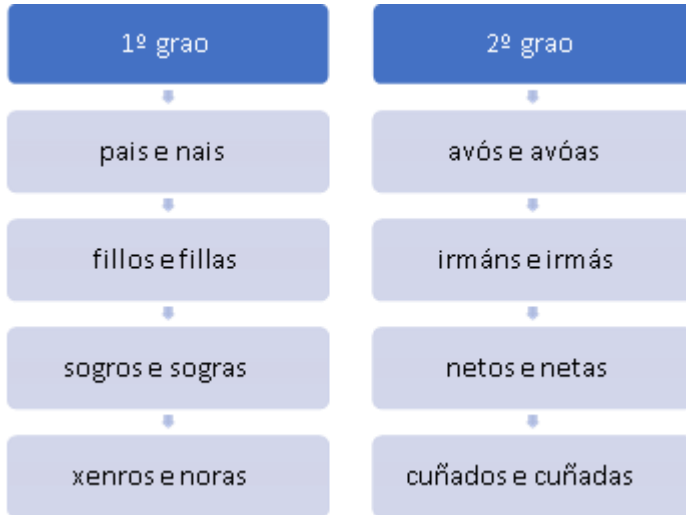 1º grao
pais e nais
fillos e fillas
sogros e sogras
xenros e noras
2º grao
avós e avóas
irmáns e irmás
netos e netas
cuñados e cuñadas